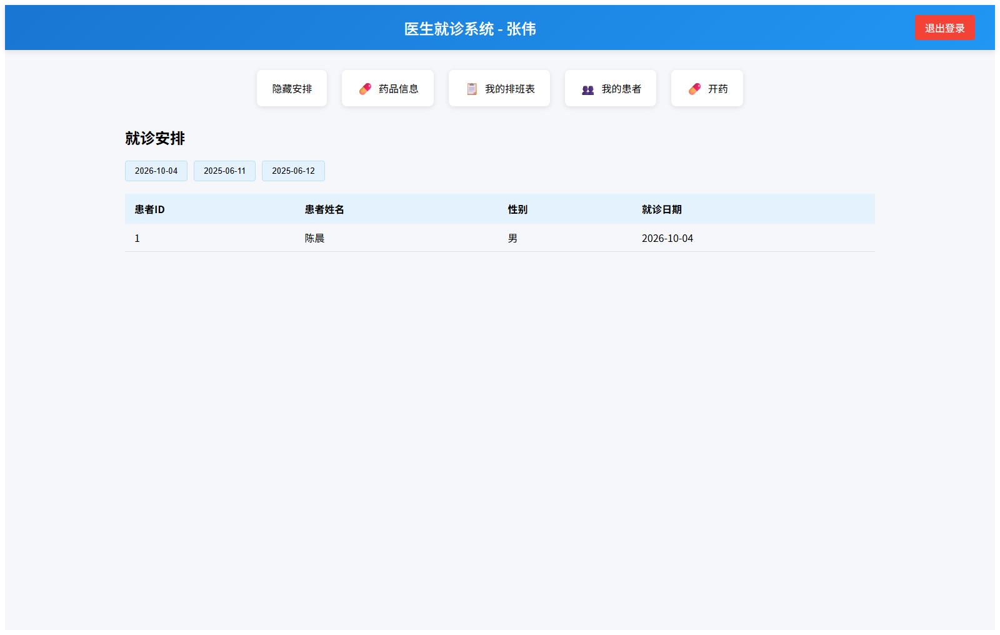 医生就诊系统 - 张伟
退出登录
隐藏安排 药品信息 我的排班表 我的患者 开药
就诊安排
2026-10-04 2025-06-11 2025-06-12
患者ID 患者姓名 性别 就诊日期
1 陈晨 男 2026-10-04